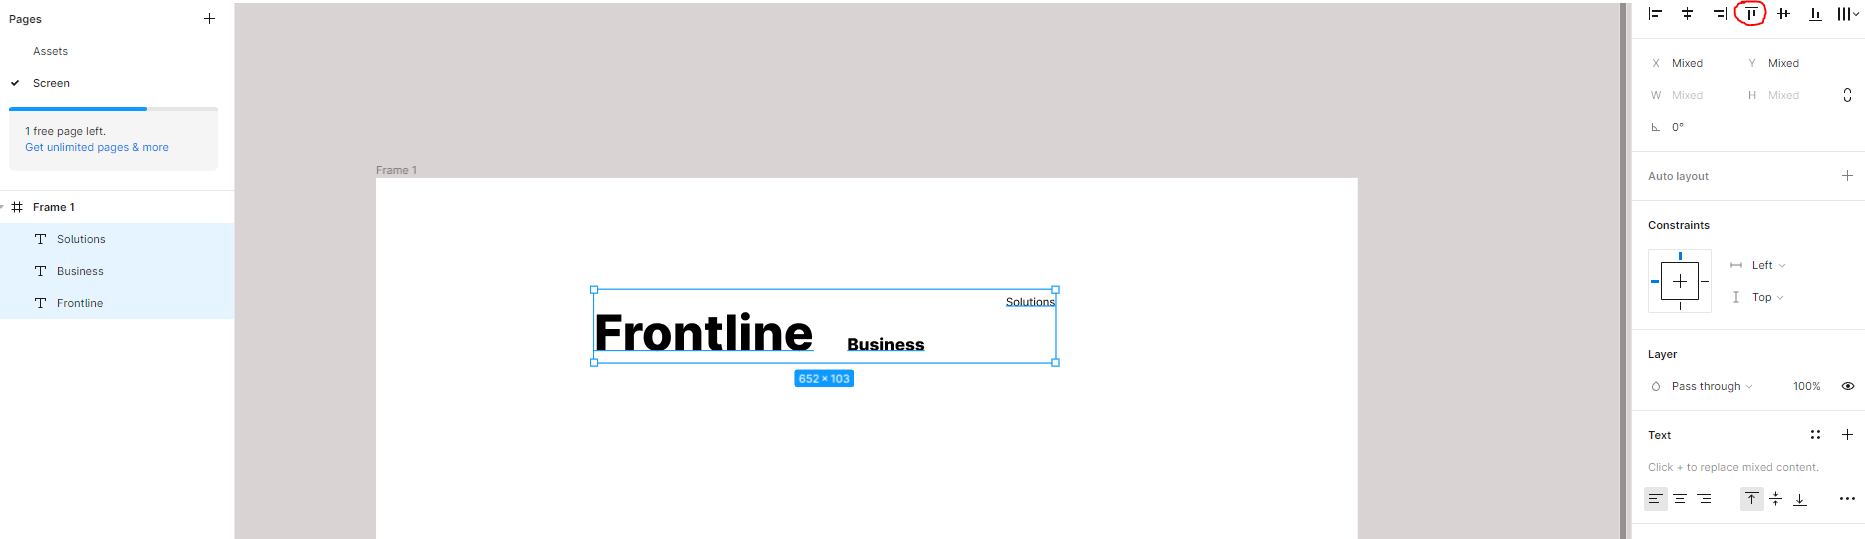 Pages
Assets
Screen
1 free page left.
Get unlimited pages & more
Frame 1
Solutions
Business
Frontline
Frame 1
Solutions
Frontline
Business
652 × 103
X Mixed Y Mixed
W Mixed H Mixed
0°
Auto layout
Constraints
Left
Top
Layer
Pass through 100%
Text
Click + to replace mixed content.